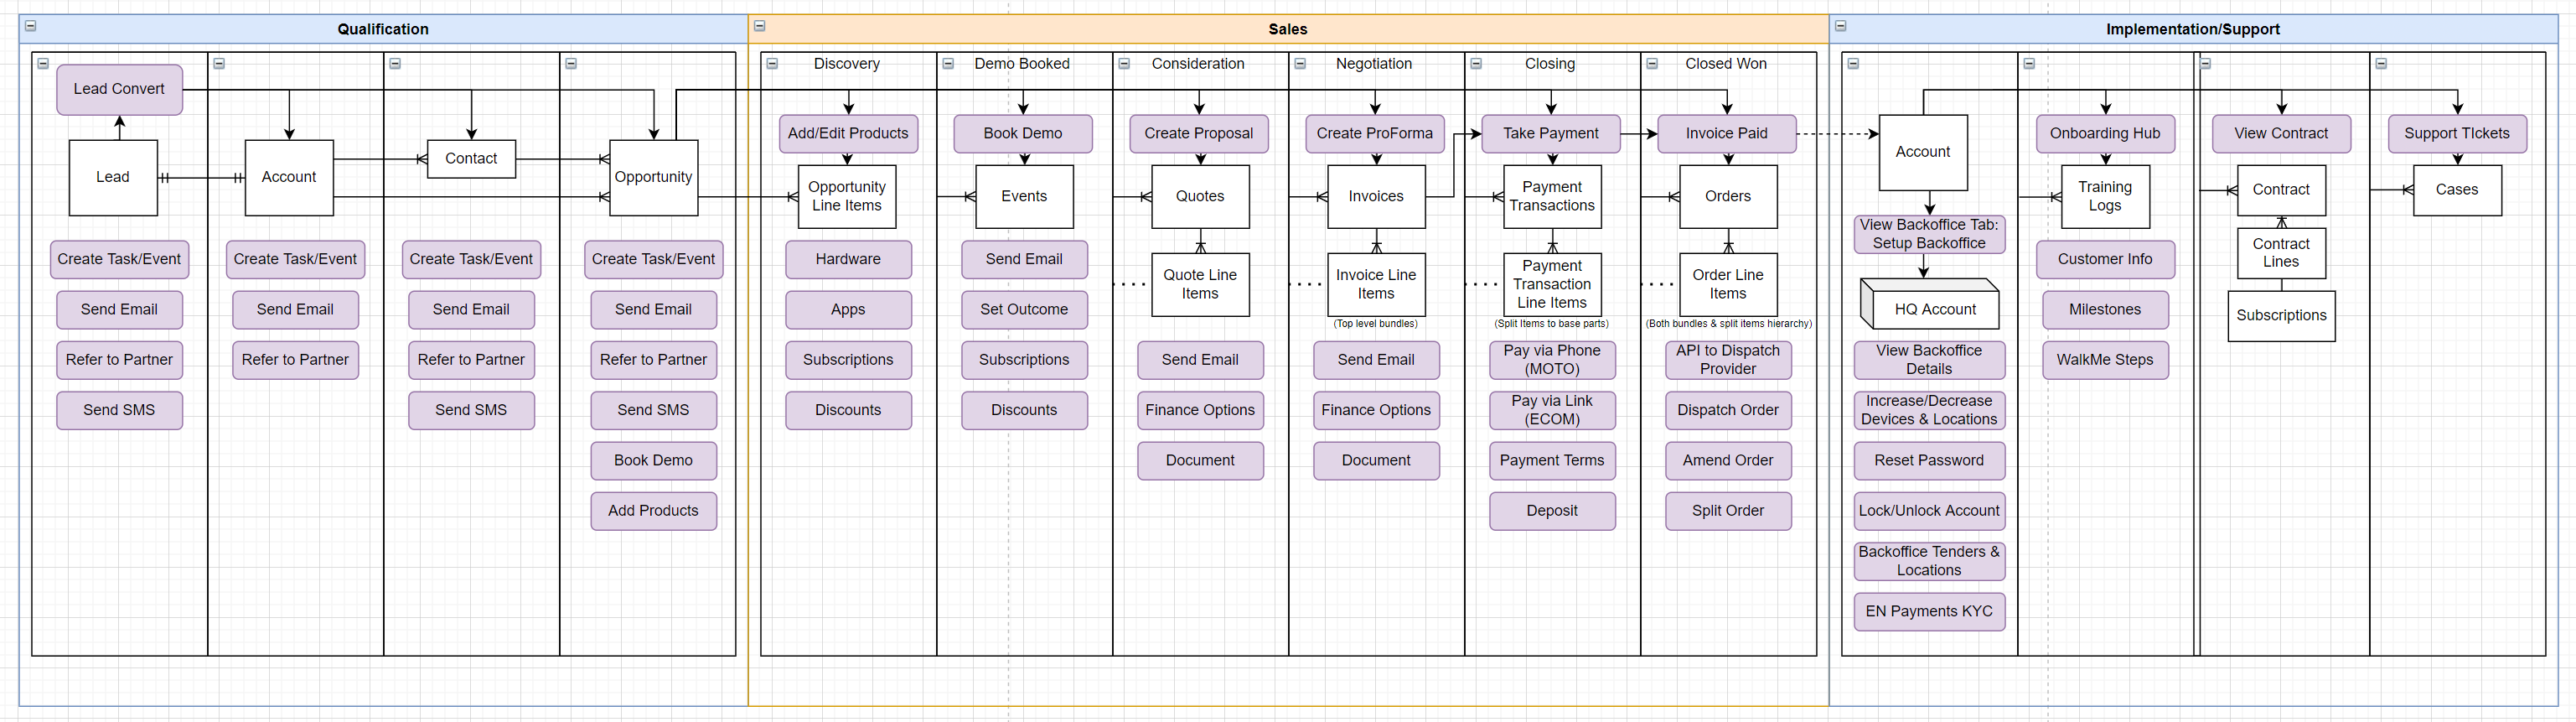 Qualification
Lead Convert
Lead
Account
Contact
Opportunity
Create Task/Event
Send Email
Refer to Partner
Send SMS
Create Task/Event
Send Email
Refer to Partner
Create Task/Event
Send Email
Refer to Partner
Send SMS
Create Task/Event
Send Email
Refer to Partner
Send SMS
Book Demo
Add Products
Sales
Discovery
Add/Edit Products
Opportunity
Line Items
Hardware
Apps
Subscriptions
Discounts
Demo Booked
Book Demo
Events
Send Email
Set Outcome
Subscriptions
Discounts
Consideration
Create Proposal
Quotes
Quote Line
Items
Send Email
Finance Options
Document
Negotiation
Create ProForma
Invoices
Invoice Line
Items
(Top level bundles)
Send Email
Finance Options
Document
Closing
Take Payment
Payment
Transactions
Payment
Transaction
Line Items
(Split Items to base parts)
Pay via Phone
(MOTO)
Pay via Link
(ECOM)
Payment Terms
Deposit
Closed Won
Invoice Paid
Orders
Order Line
Items
(Both bundles & split items hierarchy)
API to Dispatch
Provider
Dispatch Order
Amend Order
Split Order
Implementation/Support
Account
View Backoffice Tab:
Setup Backoffice
HQ Account
View Backoffice
Details
Increase/Decrease
Devices & Locations
Reset Password
Lock/Unlock Account
Backoffice Tenders &
Locations
EN Payments KYC
Onboarding Hub
Training
Logs
Customer Info
Milestones
WalkMe Steps
View Contract
Contract
Contract
Lines
Subscriptions
Support TIckets
Cases